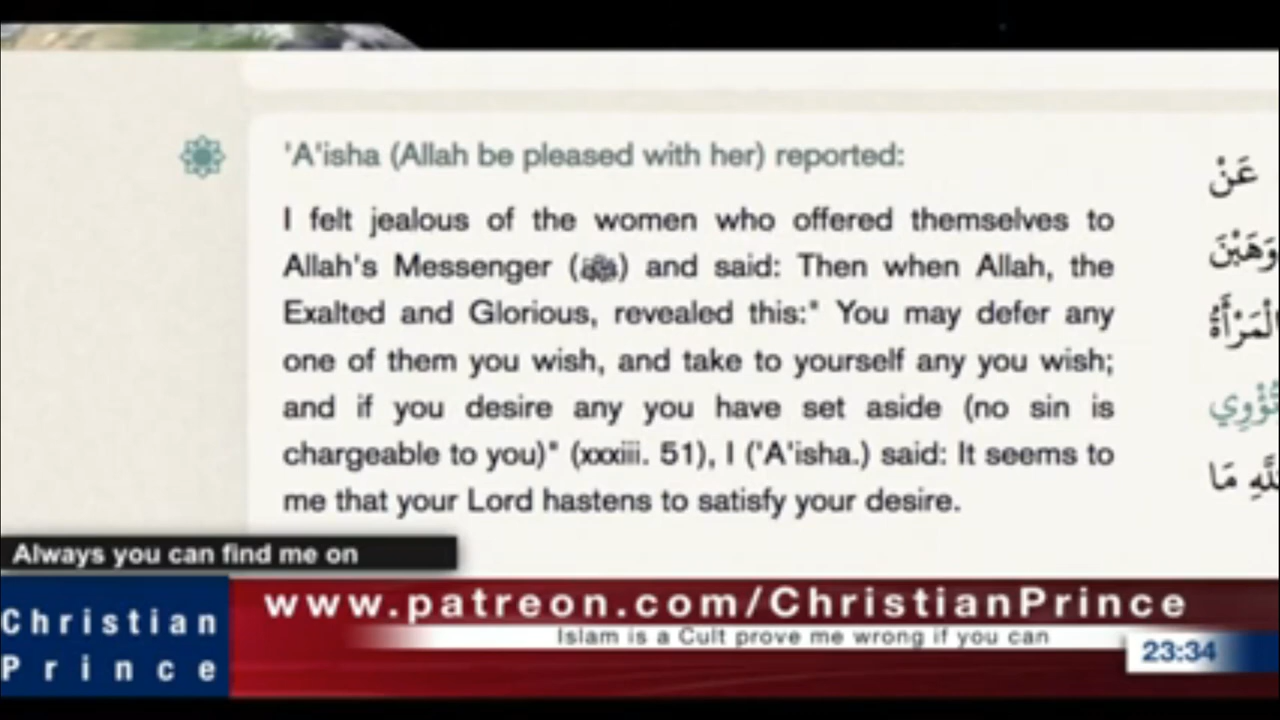 'A'isha (Allah be pleased with her) reported:
I felt jealous of the women who offered themselves to
Allah's Messenger (ﷺ) and said: Then when Allah, the
Exalted and Glorious, revealed this:" You may defer any
one of them you wish, and take to yourself any you wish;
and if you desire any you have set aside (no sin is
chargeable to you)" (xxxiii. 51), I ('A'isha.) said: It seems to
me that your Lord hastens to satisfy your desire.
عَنْ
وَهَبْنَ
لْمَرْأَةُ
تُؤْوِي
للَّهِ مَا
Always you can find me on
Christian
Prince
www.patreon.com/ChristianPrince
Islam is a Cult prove me wrong if you can
23:34